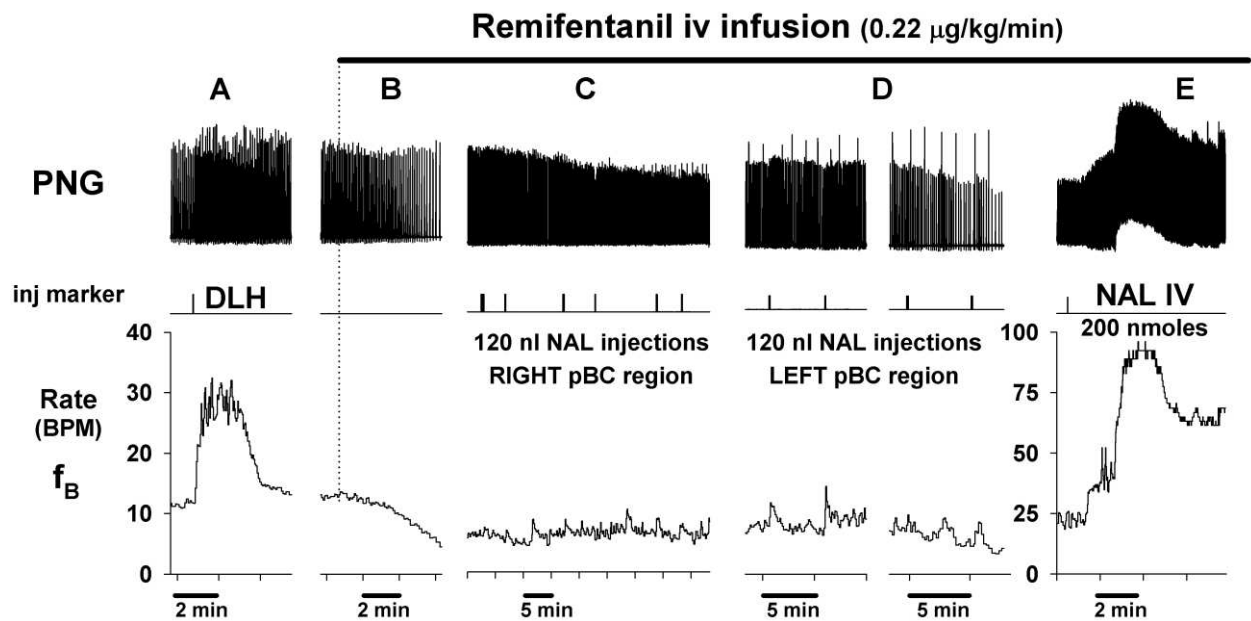 Remifentanil iv infusion (0.22 μg/kg/min)
A B C D E
PNG
inj marker DLH NAL IV
200 nmoles
120 nl NAL injections
RIGHT pBC region
120 nl NAL injections
LEFT pBC region
Rate
(BPM)
fB
40
30
20
10
0
100
75
50
25
0
2 min 2 min 5 min 5 min 5 min 2 min